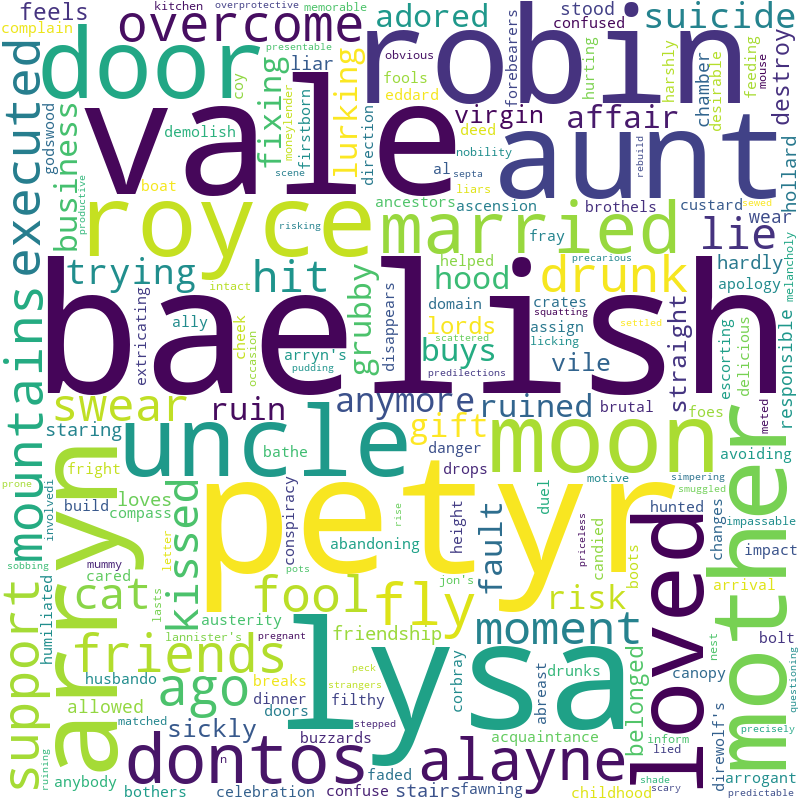 feels
complain
kitchen
overprotective
memorable
overcome
adored
stood
confused
suicide
door
robin
presentable
coy
fixing
liar
lurking
obvious
fools
eddard
forebearers
hurting
harshly
chamber
desirable
feeding
mouse
destroy
executed
godswood
business
productive
vale
demolish
moneylender
firstborn
direction
virgin
deed
affair
nobility
rebuild
hollard
sewed
scene
septa
al
liars
aunt
boat
risking
ancestors
ascension
brothels
custard
wear
melancholy
royce
married
fray
lie
precarious
hardly
apology
trying
intact
hit
grubby
helped
hood
drunk
mountains
baelish
extricating
ally
cheek
occasion
arryn's
pudding
disappears
domain
scattered
lords
buys
crates
squatting
licking
predilections
assign
vile
settled
straight
escorting
delicious
responsible
swear
ruin
anymore
ruined
brutal
foes
meted
staring
uncle
bathe
gift
danger
drops
moon
avoiding
mother
prone
involvedi
fright
build
loves
compass
arryn
kissed
conspiracy
petyr
abandoning
height
duel
motive
priceless
candied
hunted
boots
simpering
smuggled
changes
impassable
impact
sobbing
mummy
cared
humiliated
cat
lasts
letter
pots
rise
fool
jon's
fly
fault
risk
loved
arrival
nest
questioning
support
austerity
lannister's
pregnant
friendship
lysa
moment
bolt
canopy
friends
husbando
breaks
peck
strangers
corbray
drunks
belonged
direwolf's
precisely
allowed
ago
dinner
doors
filthy
stepped
abreast
inform
lied
matched
sickly
buzzards
acquaintance
ruining
anybody
n
dontos
alayne
shade
scary
arrogant
bothers
celebration
faded
confuse
stairs
fawning
childhood
predictable